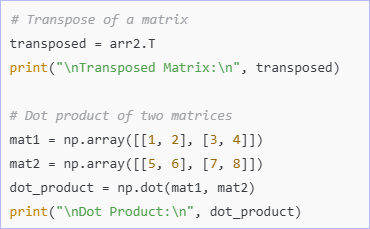 # Transpose of a matrix
transposed = arr2.T
print("\nTransposed Matrix:\n", transposed)
# Dot product of two matrices
mat1 = np.array([[1, 2], [3, 4]])
mat2 = np.array([[5, 6], [7, 8]])
dot_product = np.dot(mat1, mat2)
print("\nDot Product:\n", dot_product)